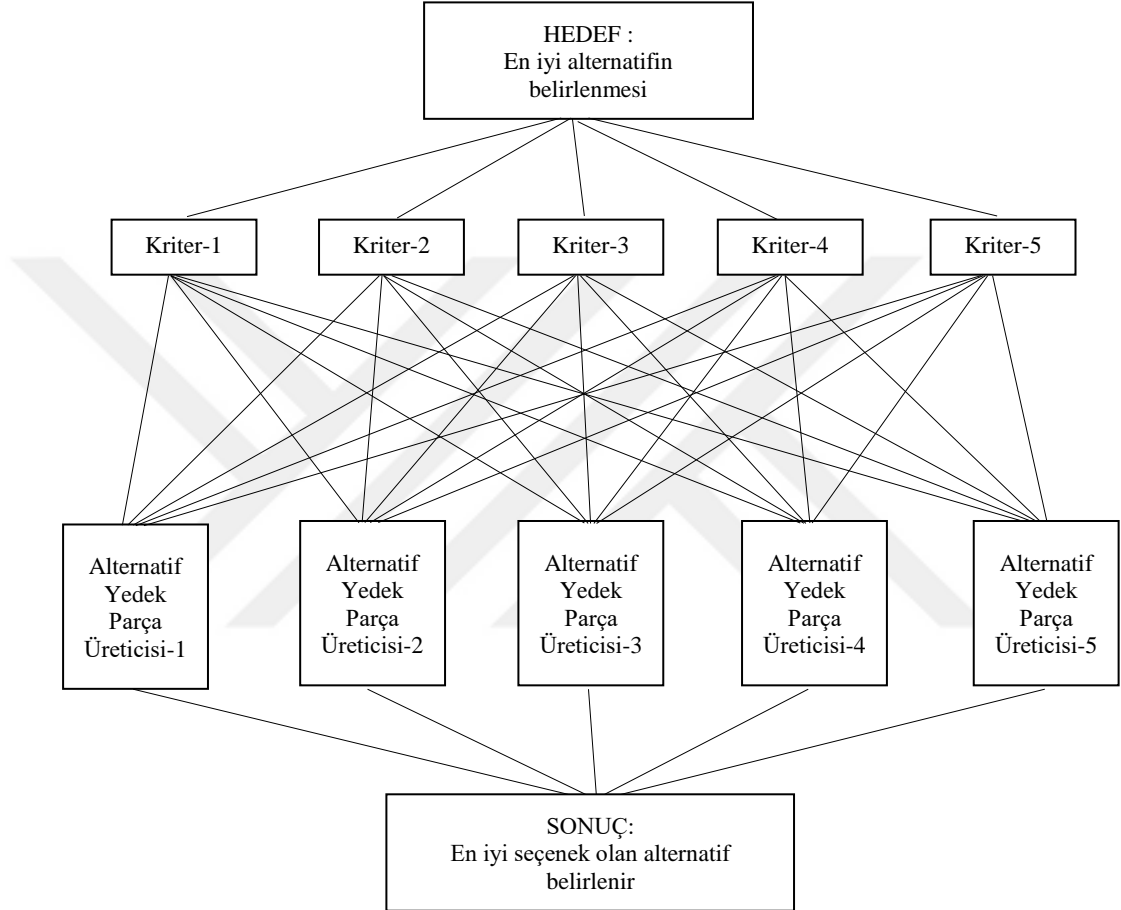 HEDEF :
En iyi alternatifin
belirlenmesi
Kriter-1
Kriter-2
Kriter-3
Kriter-4
Kriter-5
Alternatif
Yedek
Parça
Üreticisi-1
Alternatif
Yedek
Parça
Üreticisi-2
Alternatif
Yedek
Parça
Üreticisi-3
Alternatif
Yedek
Parça
Üreticisi-4
Alternatif
Yedek
Parça
Üreticisi-5
SONUÇ:
En iyi seçenek olan alternatif
belirlenir